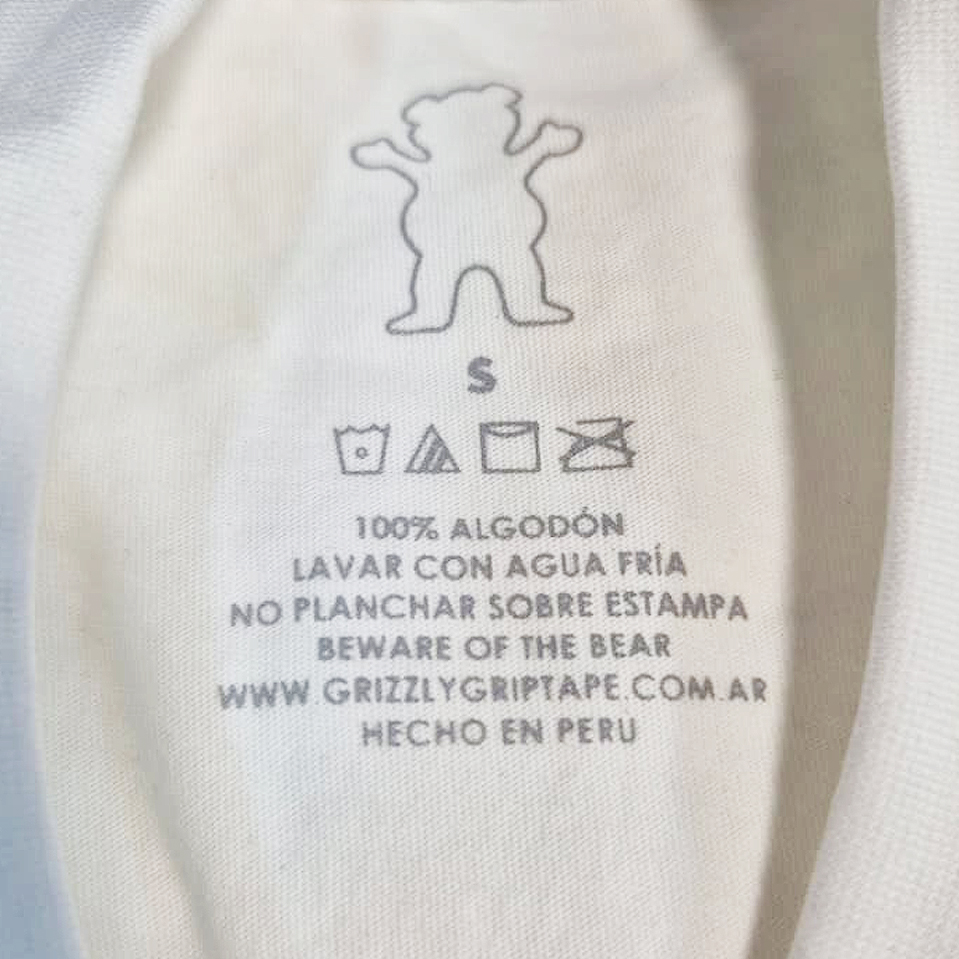 S
100% ALGODÓN
LAVAR CON AGUA FRÍA
NO PLANCHAR SOBRE ESTAMPA
BEWARE OF THE BEAR
WWW.GRIZZLYGRIPTAPE.COM.AR
HECHO EN PERU